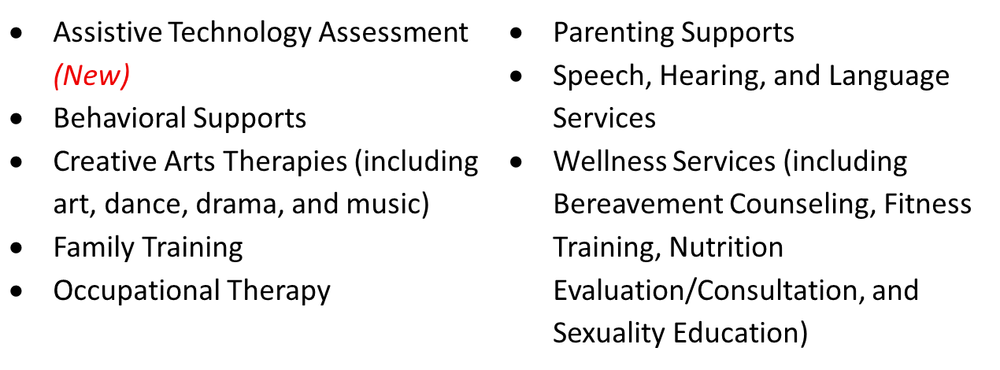 • Assistive Technology Assessment
(New)
• Behavioral Supports
• Creative Arts Therapies (including
art, dance, drama, and music)
• Family Training
• Occupational Therapy
• Parenting Supports
• Speech, Hearing, and Language
Services
• Wellness Services (including
Bereavement Counseling, Fitness
Training, Nutrition
Evaluation/Consultation, and
Sexuality Education)